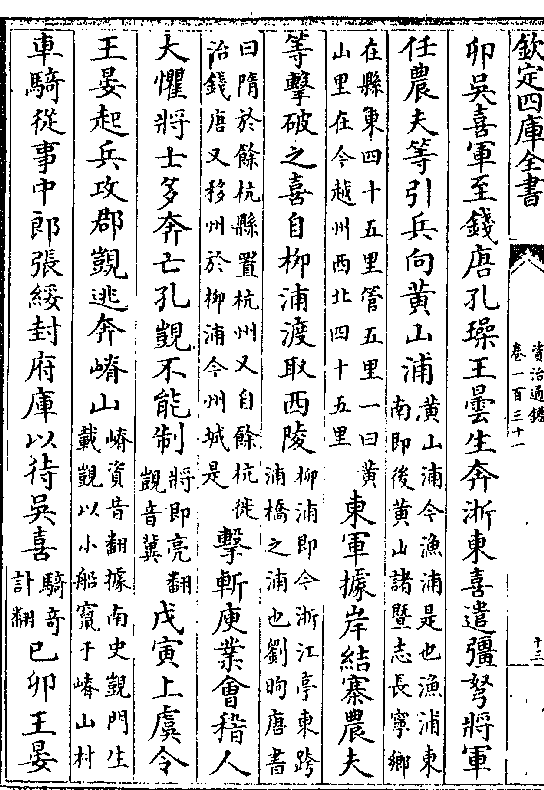 欽定四庫全書
資治通鑑
卷一百三十一
十三
卯吳喜軍至錢唐孔璪王曇生奔浙東喜遣彊弩將軍
任農夫等引兵向黄山浦
黄山浦今漁浦是也漁浦東
南即後黄山諸暨志長寧鄉
在縣東四十五里管五里一曰黄
山里在今越州西北四十五里
東軍據岸結寨農夫
等擊破之喜自柳浦渡取西陵
柳浦即今浙江亭東跨
浦橋之浦也劉昫唐書
曰隋於餘杭縣置杭州又自餘杭徙
治錢唐又移州於柳浦今州城是
擊斬庾業會稽人
大懼將士多奔亡孔覬不能制
將即亮翻
覬音冀
戊寅上虞令
王晏起兵攻郡覬逃奔嵴山
嵴資昔翻據南史覬門生
載覬以小船竄于嵴山村
車騎從事中郎張綏封府庫以待吳喜
騎奇
計翻
已卯王晏